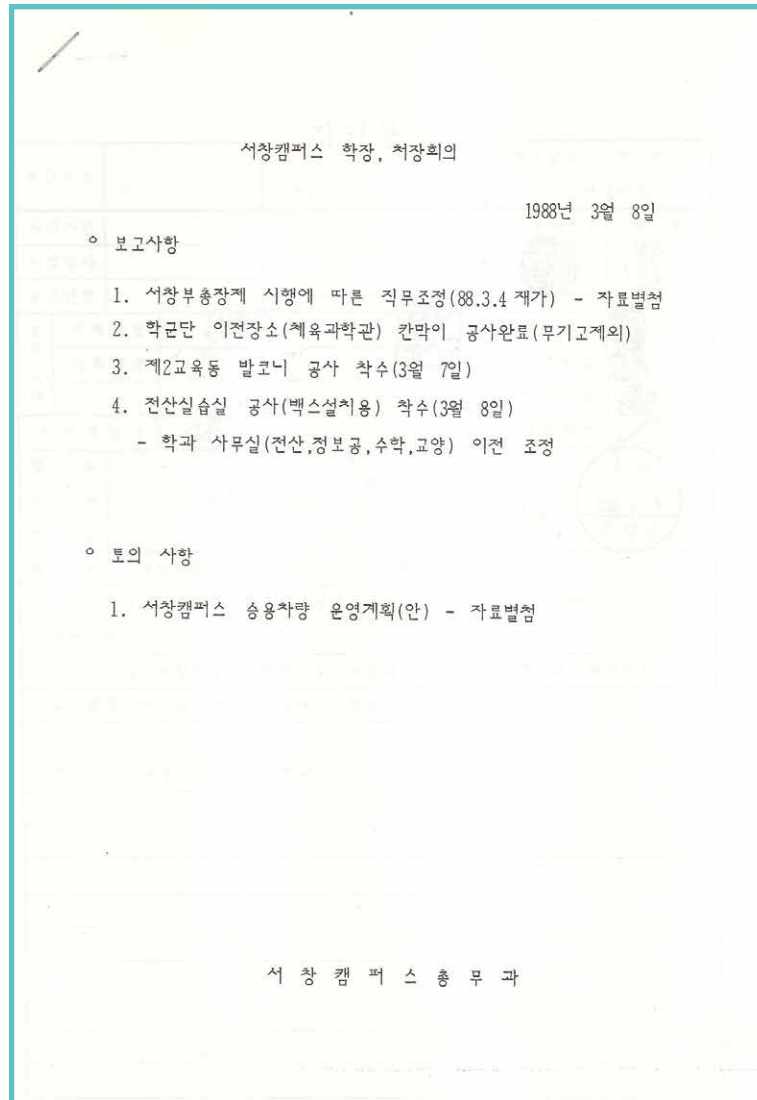 서창캠퍼스 학장, 처장회의
1988년 3월 8일
○ 보고사항
1. 서창부총장제 시행에 따른 직무조정(88.3.4 재가) - 자료별첨
2. 학군단 이전장소(체육과학관) 칸막이 공사완료(무기고제외)
3. 제2교육동 발코니 공사 착수(3월 7일)
4. 전산실습실 공사(백스설치용) 착수(3월 8일)
- 학과 사무실(전산,정보공,수학,교양) 이전 조정
○ 토의 사항
1. 서창캠퍼스 승용차량 운영계획(안) - 자료별첨
서 창 캠 퍼 스 총 무 과